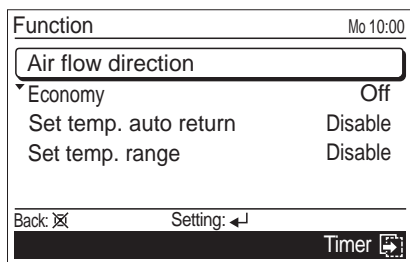 Function Mo 10:00
Air flow direction
Economy Off
Set temp. auto return Disable
Set temp. range Disable
Back: Setting:
Timer